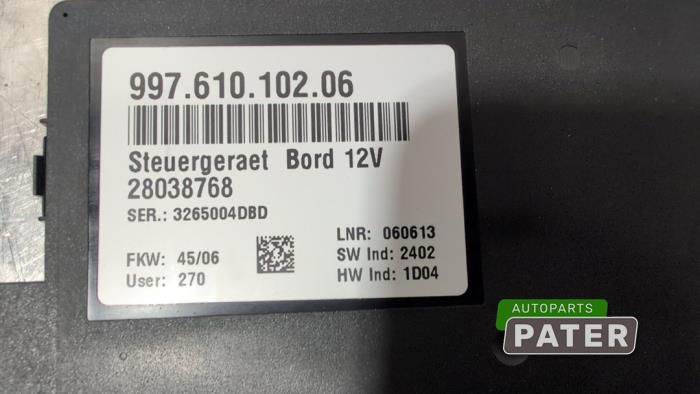 997.610.102.06
Steuergeraet Bord 12V
28038768
SER.: 3265004DBD
LNR: 060613
FKW: 45/06
SW Ind: 2402
User: 270
HW Ind: 1D04
AUTOPARTS
PATER